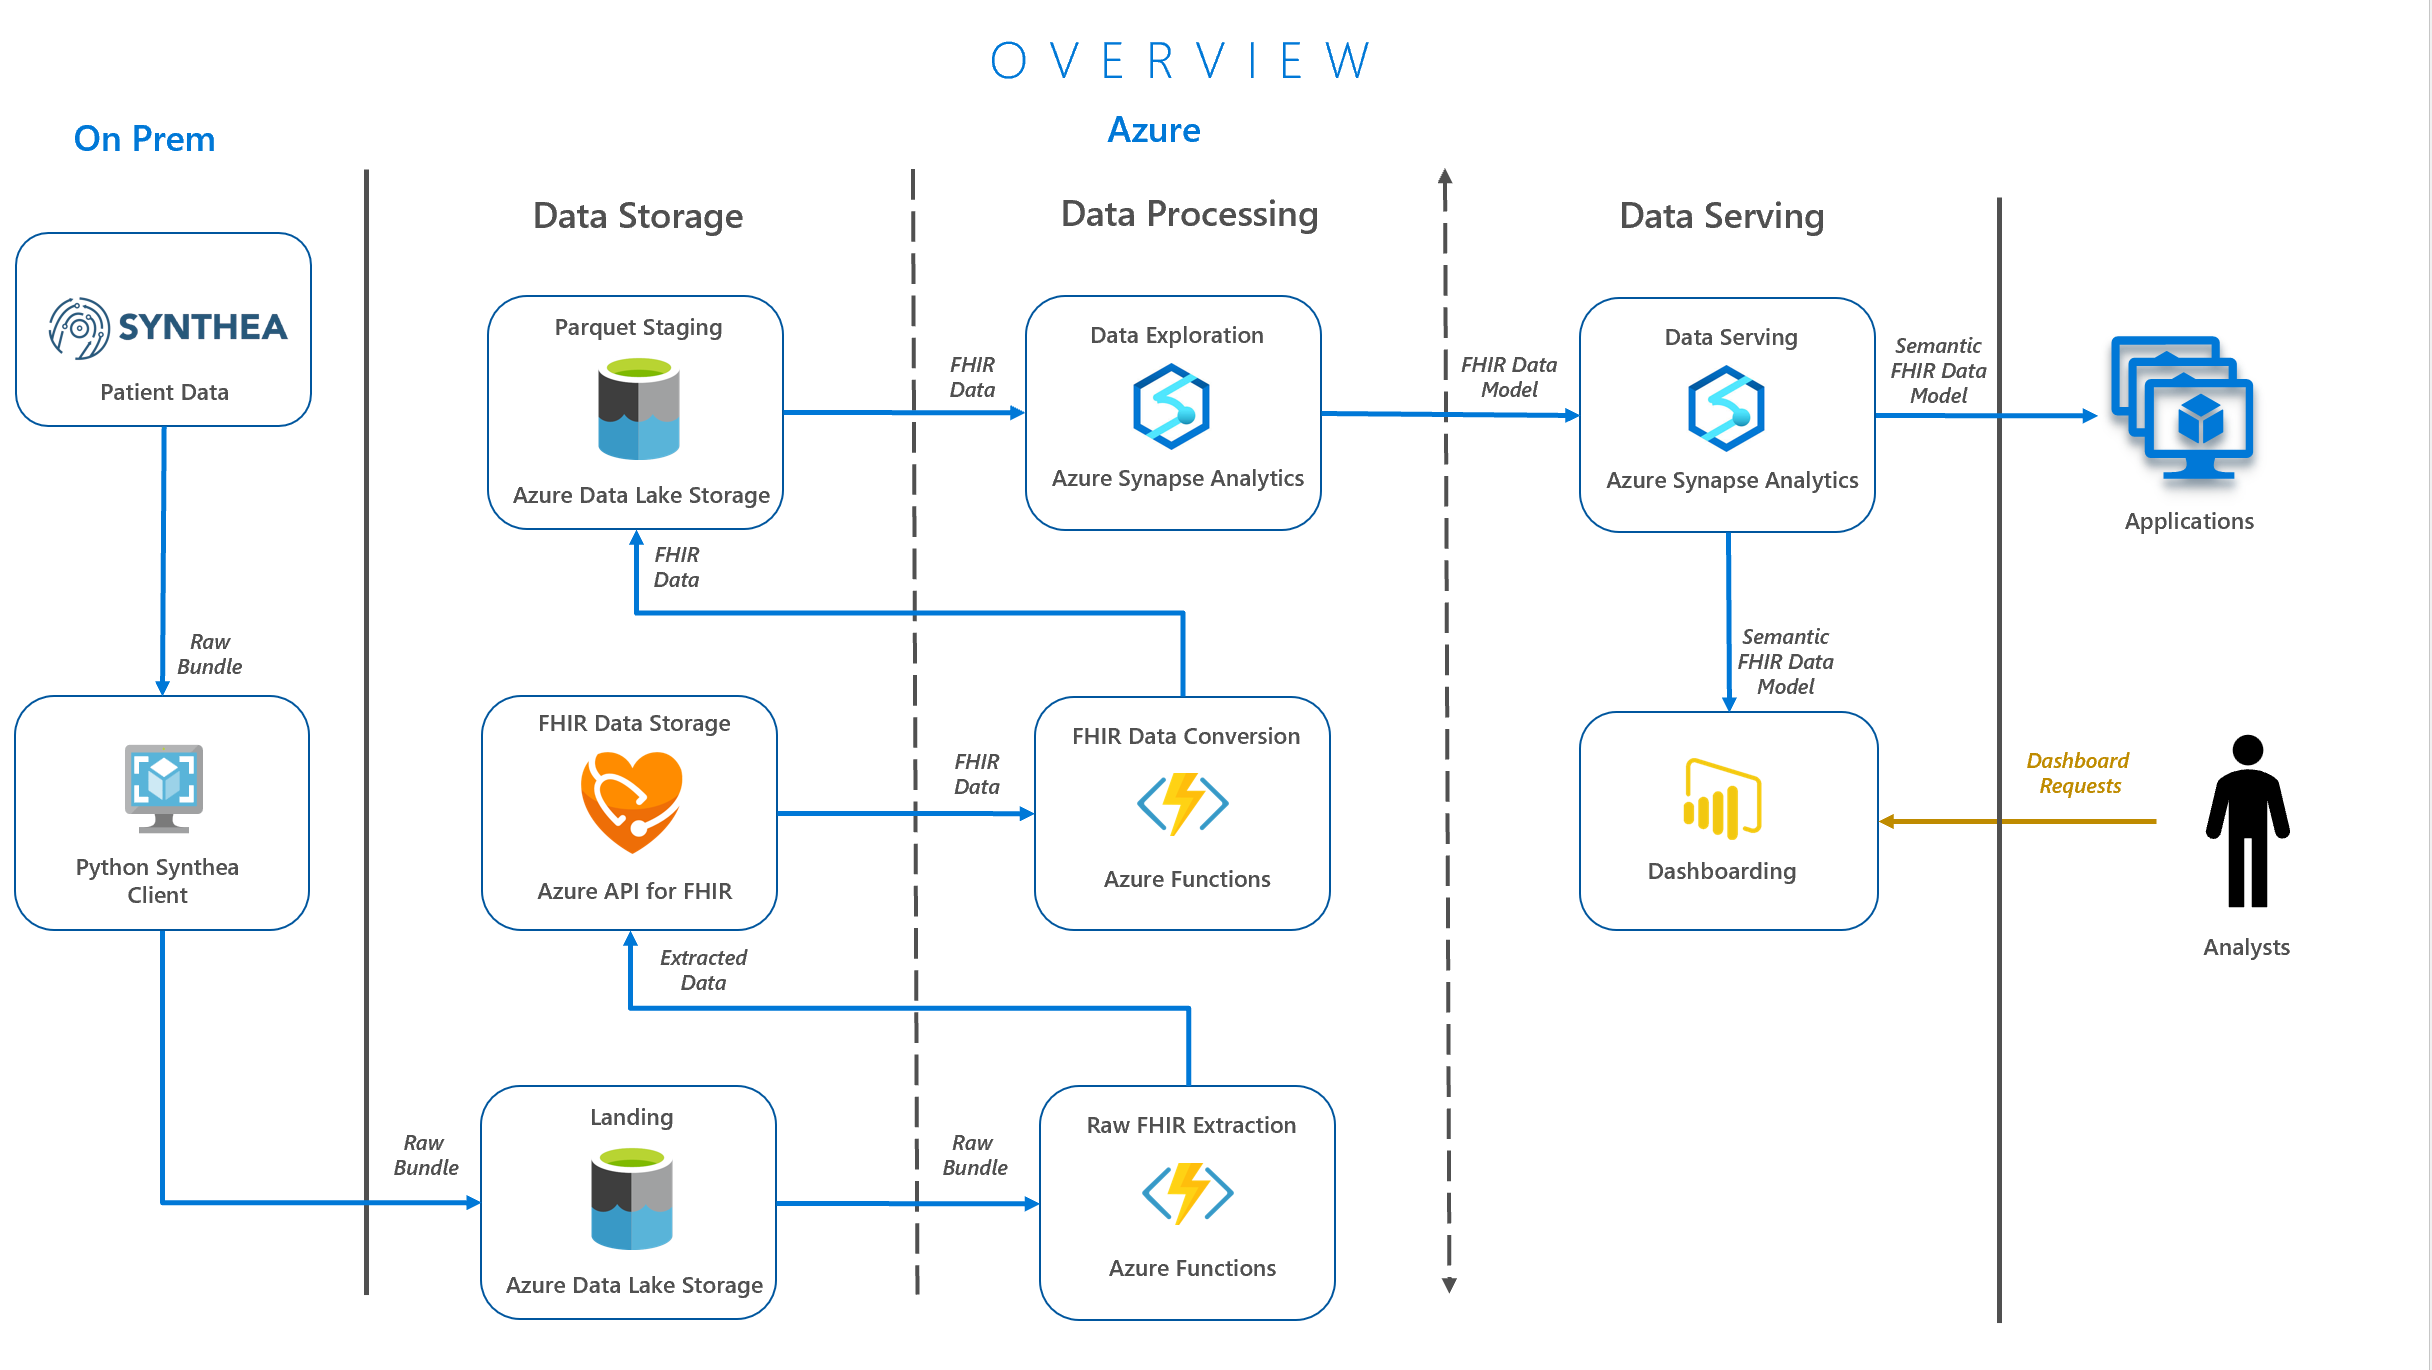 O V E R V I E W
On Prem
Azure
Data Storage
Data Processing
Data Serving
SYNTHEA
Patient Data
Raw
Bundle
Python Synthea
Client
Raw
Bundle
Parquet Staging
Azure Data Lake Storage
FHIR
Data
FHIR
Data
FHIR Data Storage
Azure API for FHIR
Extracted
Data
FHIR
Data
Landing
Azure Data Lake Storage
Raw
Bundle
Data Exploration
Azure Synapse Analytics
FHIR Data
Model
FHIR Data Conversion
Azure Functions
Raw FHIR Extraction
Azure Functions
Data Serving
Azure Synapse Analytics
Semantic
FHIR Data
Model
Semantic
FHIR Data
Model
Dashboarding
Dashboard
Requests
Applications
Analysts